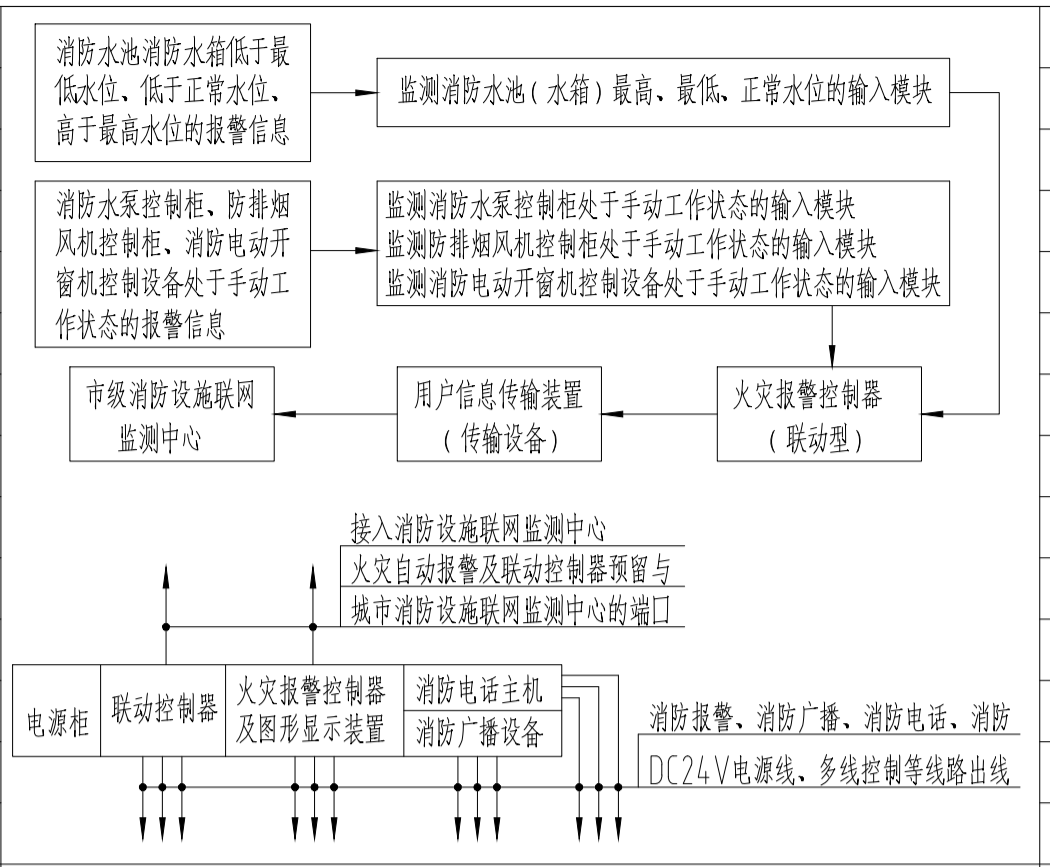 消防水池消防水箱低于最
低水位、低于正常水位、
高于最高水位的报警信息
监测消防水池(水箱)最高、最低、正常水位的输入模块
消防水泵控制柜、防排烟
风机控制柜、消防电动开
窗机控制设备处于手动工
作状态的报警信息
监测消防水泵控制柜处于手动工作状态的输入模块
监测防排烟风机控制柜处于手动工作状态的输入模块
监测消防电动开窗机控制设备处于手动工作状态的输入模块
市级消防设施联网
监测中心
用户信息传输装置
(传输设备)
火灾报警控制器
(联动型)
接入消防设施联网监测中心
火灾自动报警及联动控制器预留与
城市消防设施联网监测中心的端口
电源柜
联动控制器
火灾报警控制器
及图形显示装置
消防电话主机
消防广播设备
消防报警、消防广播、消防电话、消防
DC24V电源线、多线控制等线路出线